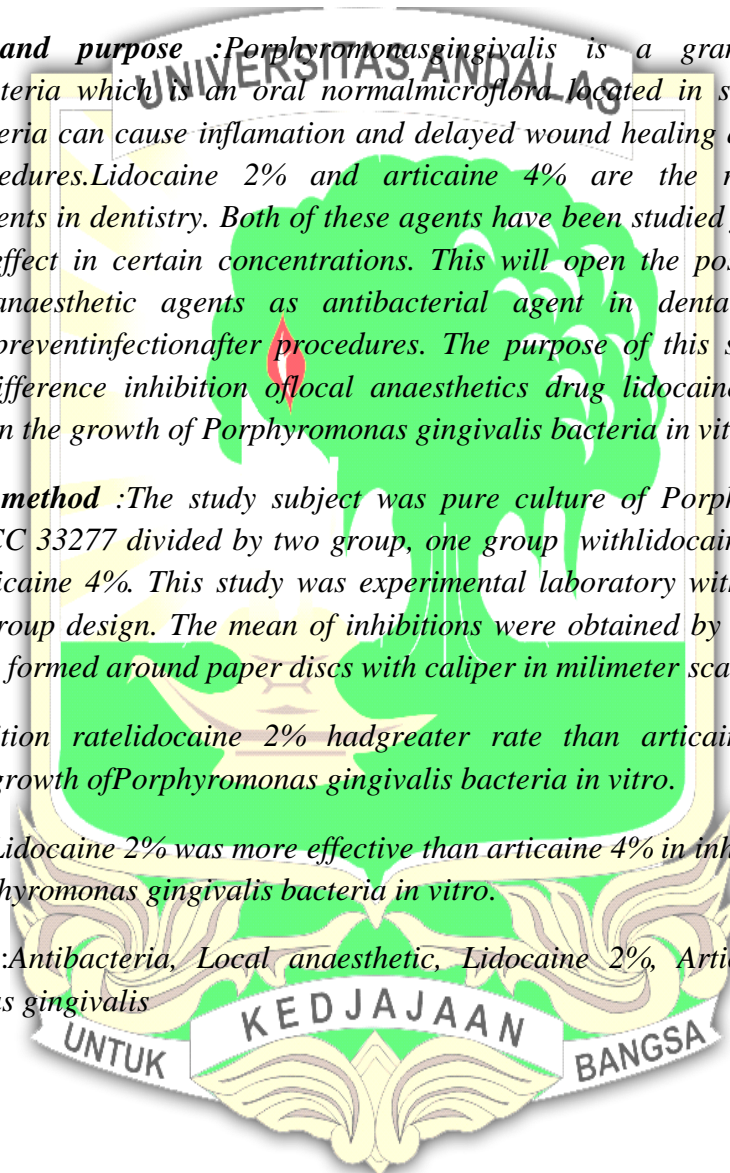 and purpose :Porphyromonasgingivalis is a gram
UNIVERSITAS ANDALAS
teria which is an oral normalmicroflora located in s
eria can cause inflamation and delayed wound healing
edures.Lidocaine 2% and articaine 4% are the
ents in dentistry. Both of these agents have been studied
effect in certain concentrations. This will open the pos
anaesthetic agents as antibacterial agent in denta
preventinfectionafter procedures. The purpose of this s
ifference inhibition oflocal anaesthetics drug lidocaine
n the growth of Porphyromonas gingivalis bacteria in vit
method :The study subject was pure culture of Porph
CC 33277 divided by two group, one group withlidocain
icaine 4%. This study was experimental laboratory with
roup design. The mean of inhibitions were obtained by
formed around paper discs with caliper in milimeter sca
ition ratelidocaine 2% hadgreater rate than articain
growth ofPorphyromonas gingivalis bacteria in vitro.
Lidocaine 2% was more effective than articaine 4% in inh
phyromonas gingivalis bacteria in vitro.
:Antibacteria, Local anaesthetic, Lidocaine 2%, Artic
as gingivalis
UNTUK KEDJAJAAN BANGSA